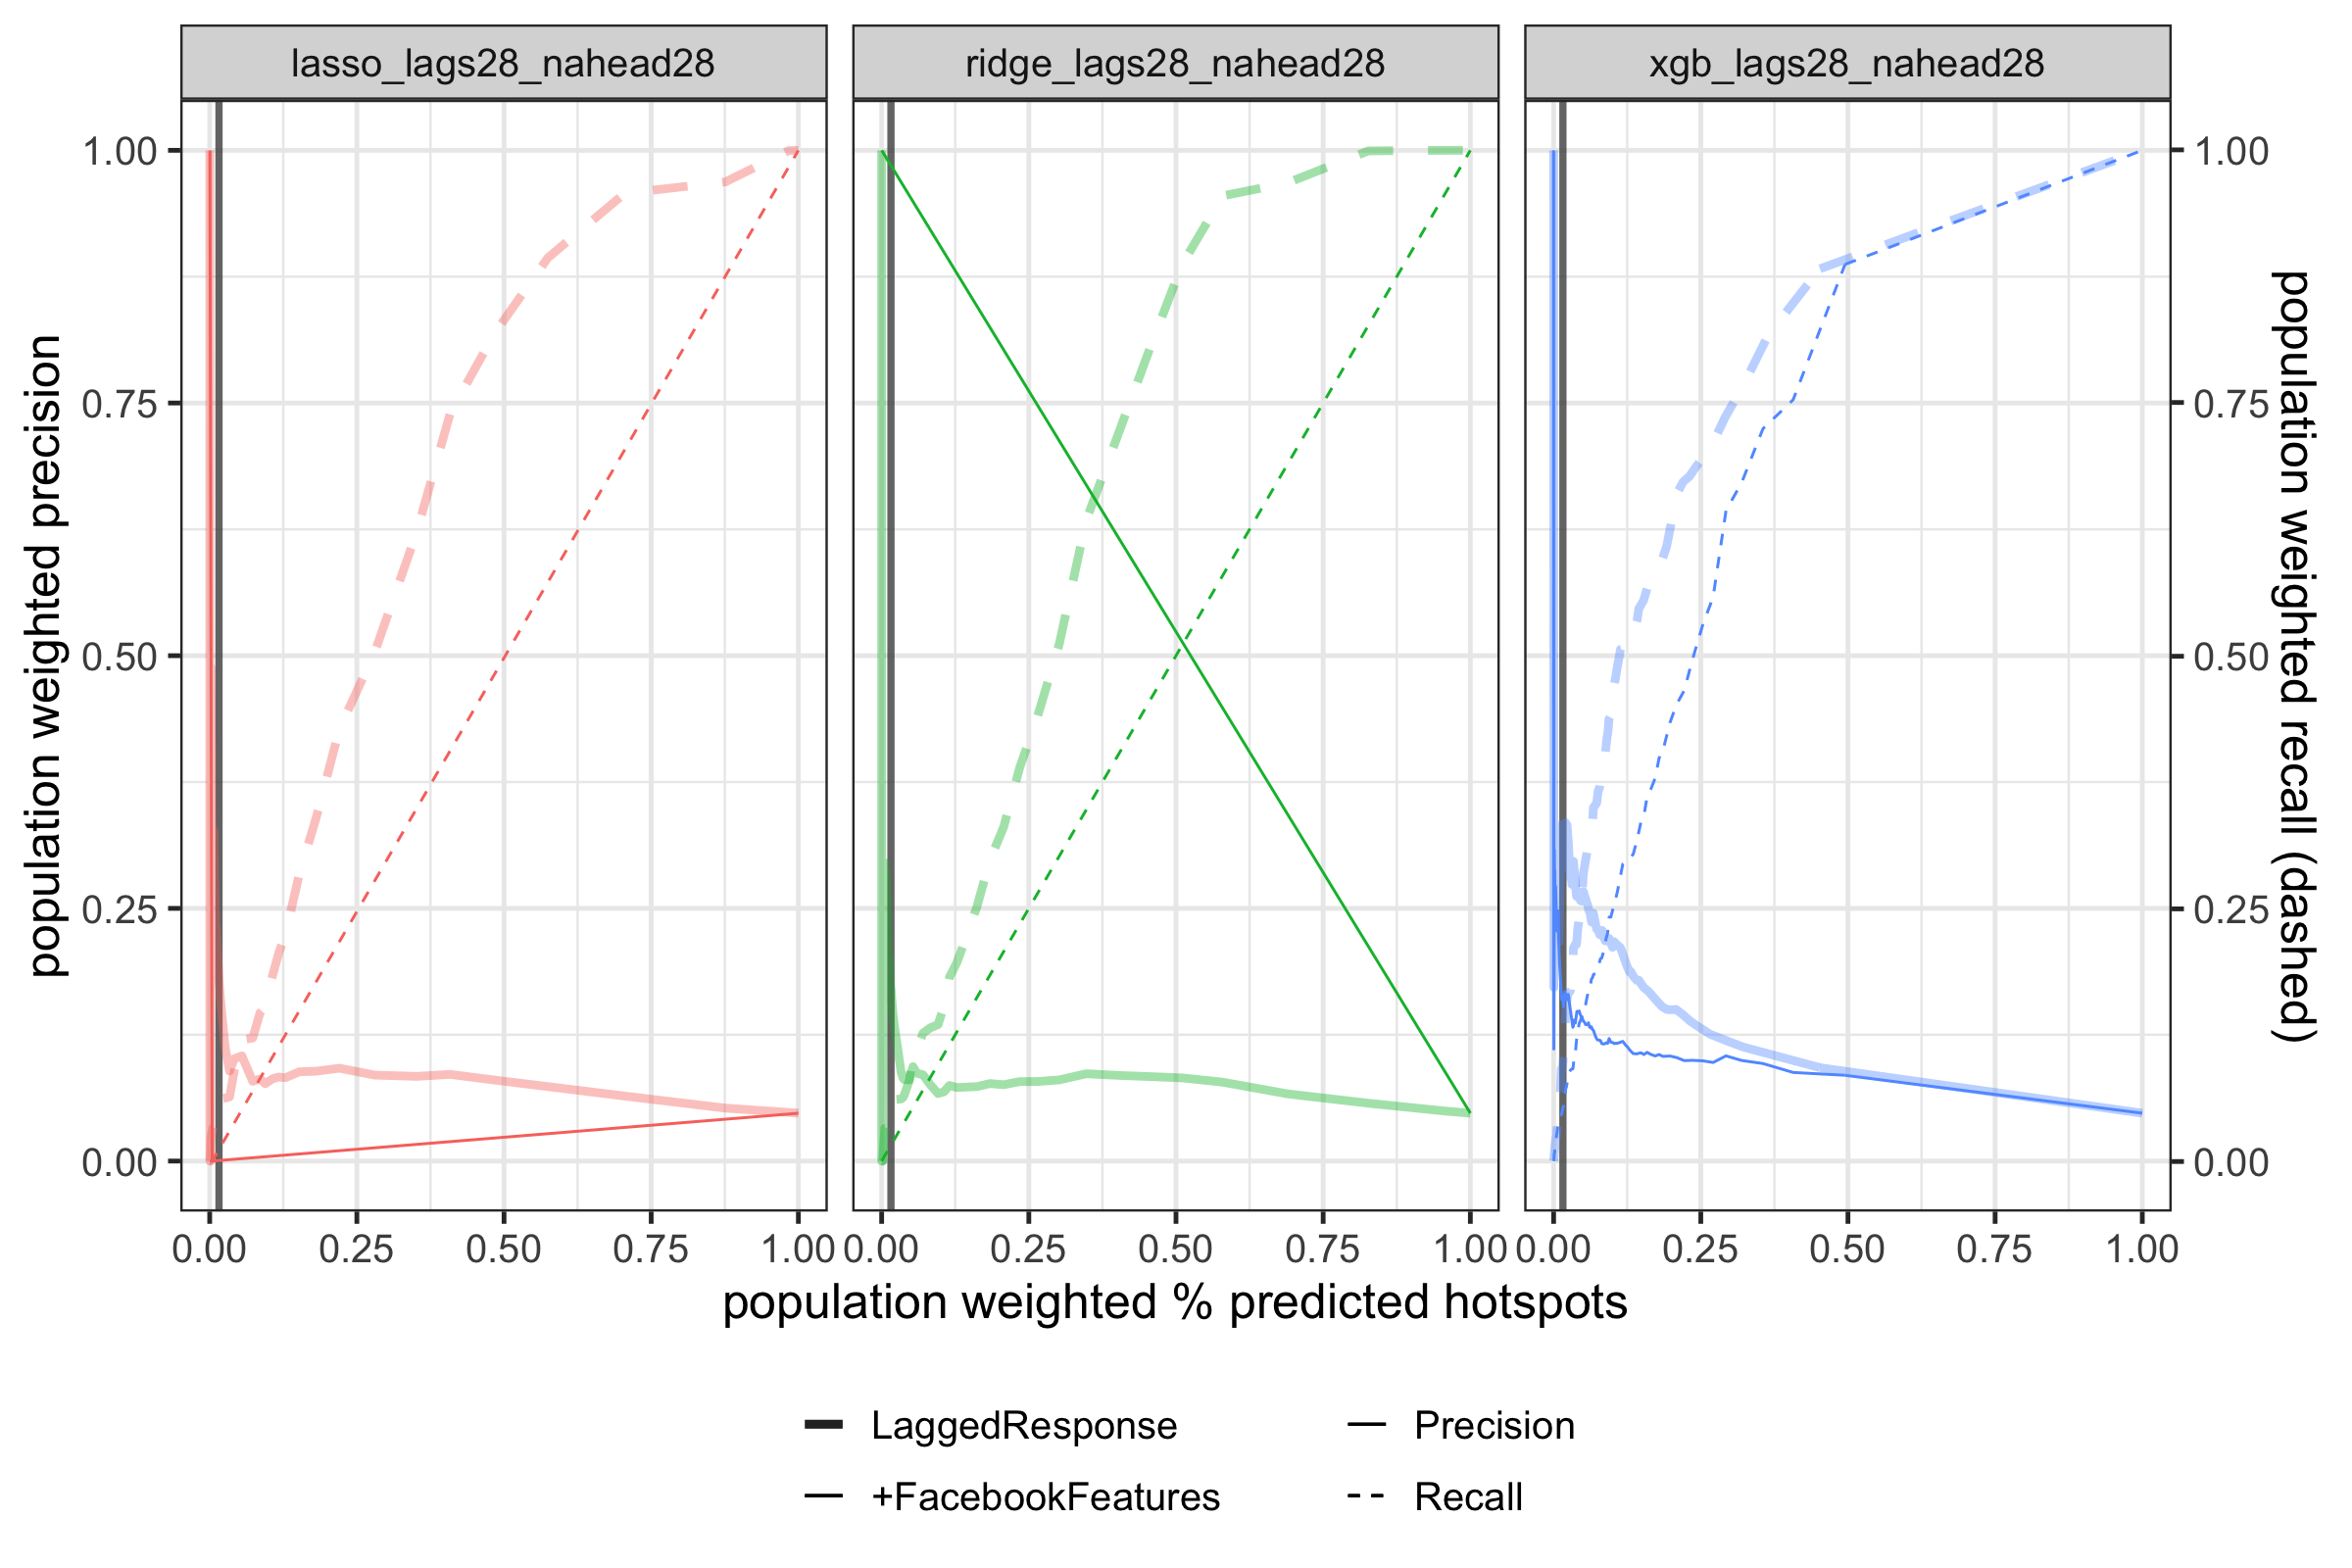 lasso_lags28_nahead28
ridge_lags28_nahead28
xgb_lags28_nahead28
population weighted precision
1.00
0.75
0.50
0.25
0.00
1.00
0.75
0.50
0.25
0.00
population weighted recall (dashed)
0.00 0.25 0.50 0.75 1.00
0.00 0.25 0.50 0.75 1.00
0.00 0.25 0.50 0.75 1.00
population weighted % predicted hotspots
LaggedResponse
+FacebookFeatures
Precision
Recall